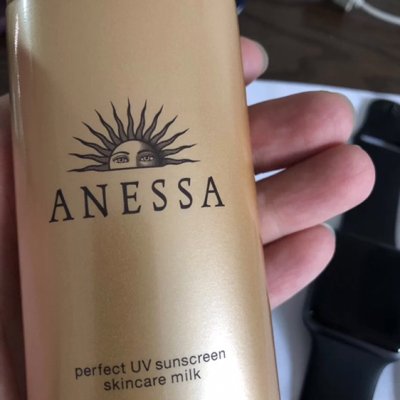 ANESSA
perfect UV sunscreen
skincare milk